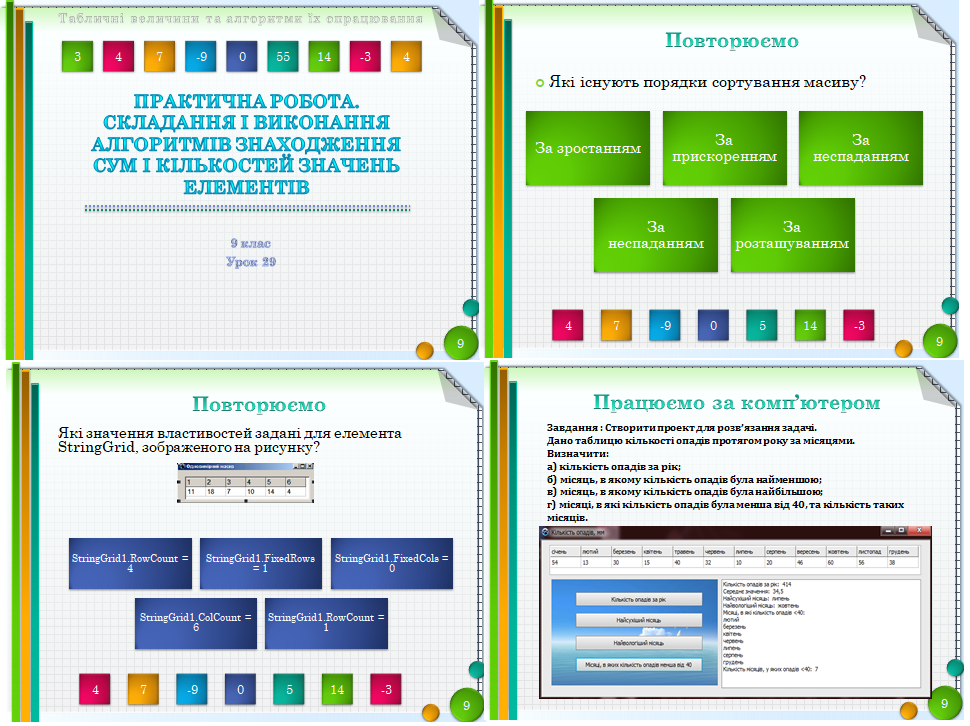 Табличні величини та алгоритми їх опрацювання
3 4 7 -9 0 55 14 -3 4
ПРАКТИЧНА РОБОТА.
СКЛАДАННЯ І ВИКОНАННЯ
АЛГОРИТМІВ ЗНАХОДЖЕННЯ
СУМ І КІЛЬКОСТЕЙ ЗНАЧЕНЬ
ЕЛЕМЕНТІВ
9 клас
Урок 29
9
Повторюємо
Які існують порядки сортування масиву?
За зростанням
За
прискоренням
За
неспаданням
За
неспаданням
За
розташуванням
4 7 -9 0 5 14 -3
9
Повторюємо
Які значення властивостей задані для елемента
StringGrid, зображеного на рисунку?
Одновимірний масив
1 2 3 4 5 6
11 18 7 10 14 4
StringGrid1.RowCount =
4
StringGrid1.FixedRows
= 1
StringGrid1.FixedCols =
0
StringGrid1.ColCount =
6
StringGrid1.RowCount =
1
4 7 -9 0 5 14 -3
9
Працюємо за комп’ютером
Завдання : Створити проект для розв’язання задачі.
Дано таблицю кількості опадів протягом року за місяцями.
Визначити:
а) кількість опадів за рік;
б) місяць, в якому кількість опадів була найменшою;
в) місяць, в якому кількість опадів була найбільшою;
г) місяці, в які кількість опадів була менша від 40, та кількість таких
місяців.
Кількість опадів, мм
січень лютий березень квітень травень червень липень серпень вересень жовтень листопад грудень
54 13 30 15 40 32 10 20 46 60 56 38
Кількість опадів за рік
Найсухіший місяць
Найвологіший місяць
Місяці, в яких кількість опадів менша від 40
Кількість опадів за рік: 414
Середнє значення: 34,5
Найсухіший місяць: липень
Найвологіший місяць: жовтень
Місяці, в які кількість опадів <40:
лютий
березень
квітень
червень
липень
серпень
грудень
Кількість місяців, у яких опадів <40: 7
9